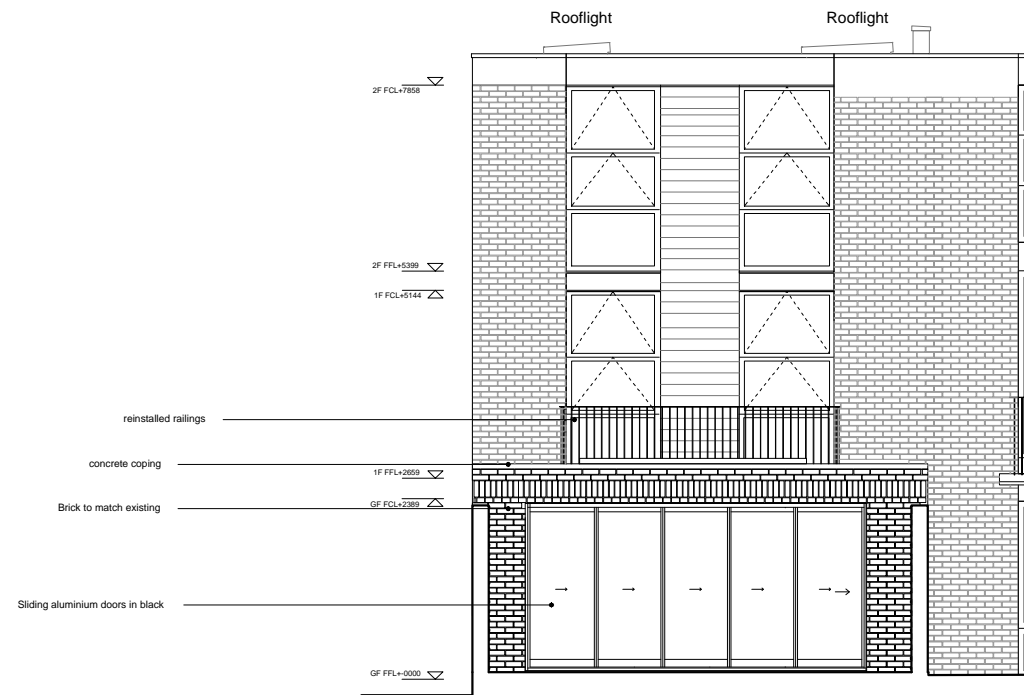 Rooflight Rooflight
2F FCL+7858
2F FFL+5399
1F FCL+5144
reinstalled railings
concrete coping
1F FFL+2659
GF FCL+2389
Brick to match existing
Sliding aluminium doors in black
GF FFL+-0000